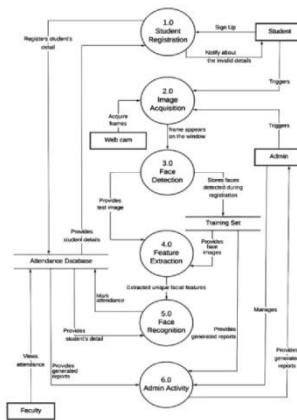 1.0
Student
Registration
Sign Up
Student
Registers student's
detail
Notify about
the invalid details
Triggers
2.0
Image
Acquisition
Acquire
frames
Web cam
Name appears
on the window
Triggers
Admin
3.0
Face
Detection
Stores faces
detected during
registration
Provides
test image
Training Set
Provides
student details
4.0
Feature
Extraction
Provides
face images
Attendance Database
Extracted unique facial features
Mark
attendance
5.0
Face
Recognition
Manages
Provides
student's detail
Views
attendance
Provides
generated
reports
Provides
generated reports
Provides
generated
reports
6.0
Admin Activity
Faculty